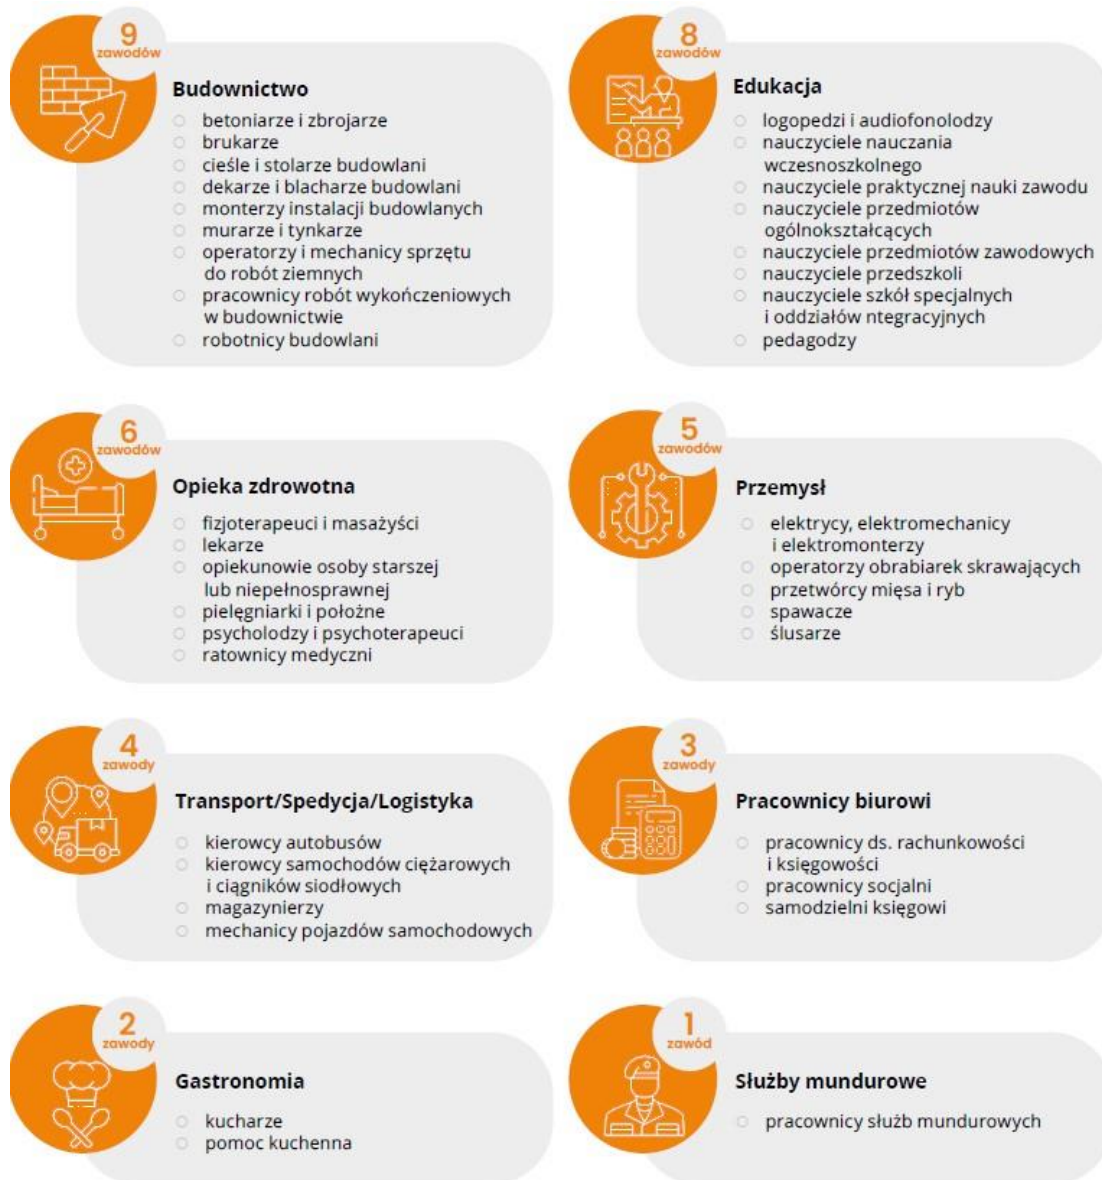 9
zawodów
Budownictwo
betoniarze i zbrojarze
brukarze
cieśle i stolarze budowlani
dekarze i blacharze budowlani
monterzy instalacji budowlanych
murarze i tynkarze
operatorzy i mechanicy sprzętu
do robót ziemnych
pracownicy robót wykończeniowych
w budownictwie
robotnicy budowlani
8
zawodów
Edukacja
logopedzi i audiofonolodzy
nauczyciele nauczania
wczesnoszkolnego
nauczyciele praktycznej nauki zawodu
nauczyciele przedmiotów
ogólnokształcących
nauczyciele przedmiotów zawodowych
nauczyciele przedszkoli
nauczyciele szkół specjalnych
i oddziałów ntegracyjnych
pedagodzy
6
zawodów
Opieka zdrowotna
fizjoterapeuci i masażyści
lekarze
opiekunowie osoby starszej
lub niepełnosprawnej
pielęgniarki i położne
psycholodzy i psychoterapeuci
ratownicy medyczni
5
zawodów
Przemysł
elektrycy, elektromechanicy
i elektromonterzy
operatorzy obrabiarek skrawających
przetwórcy mięsa i ryb
spawacze
ślusarze
4
zawody
Transport/Spedycja/Logistyka
kierowcy autobusów
kierowcy samochodów ciężarowych
i ciągników siodłowych
magazynierzy
mechanicy pojazdów samochodowych
3
zawody
Pracownicy biurowi
pracownicy ds. rachunkowości
i księgowości
pracownicy socjalni
samodzielni księgowi
2
zawody
Gastronomia
kucharze
pomoc kuchenna
1
zawód
Służby mundurowe
pracownicy służb mundurowych